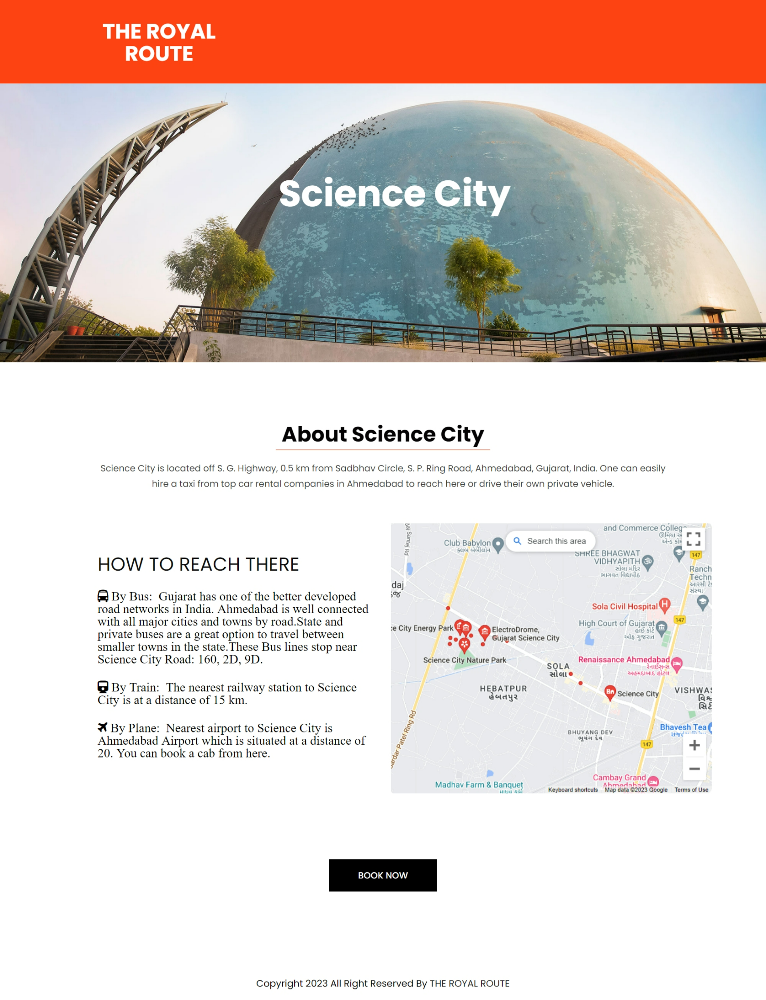 THE ROYAL
ROUTE
Science City
About Science City
Science City is located off S. G. Highway, 0.5 km from Sadbhav Circle, S. P. Ring Road, Ahmedabad, Gujarat, India. One can easily
hire a taxi from top car rental companies in Ahmedabad to reach here or drive their own private vehicle.
HOW TO REACH THERE
By Bus: Gujarat has one of the better developed
road networks in India. Ahmedabad is well connected
with all major cities and towns by road.State and
private buses are a great option to travel between
smaller towns in the state.These Bus lines stop near
Science City Road: 160, 2D, 9D.
By Train: The nearest railway station to Science
City is at a distance of 15 km.
By Plane: Nearest airport to Science City is
Ahmedabad Airport which is situated at a distance of
20. You can book a cab from here.
and Commerce
ઊમિયા
Santej Rd
Club Babylon
ક્લબ બેબીલોન
Search this area
SHREE BHAGWAT
VIDHYAPITH
સોલા મંદિર
ભાગવત વિદ્યાપીઠ
147
Ranch
Techn
સંસ્થા
daj
Sola Civil Hospital
147
High Court of Gujarat
હાઈ કોર્ટ
ઑફ ગુજરાત
City Energy Park
ElectroDrome,
Gujarat Science City
Science City Nature Park
SOLA
સોલા
Renaissance Ahmedabad
રેનાઈસન્સ
અહમદાબાદ હોટેલ
HEBATPUR
હેબતપુર
Science City
VISHWAS
Sardar Patel Ring Rd
BHUYANG DEV
ભૂયંગ દેવ
Bhavesh Tea
147
Cambay Grand
Ahmedabad
Madhav Farm & Banquet
Keyboard shortcuts Map data ©2023 Google Terms of Use
BOOK NOW
Copyright 2023 All Right Reserved By THE ROYAL ROUTE